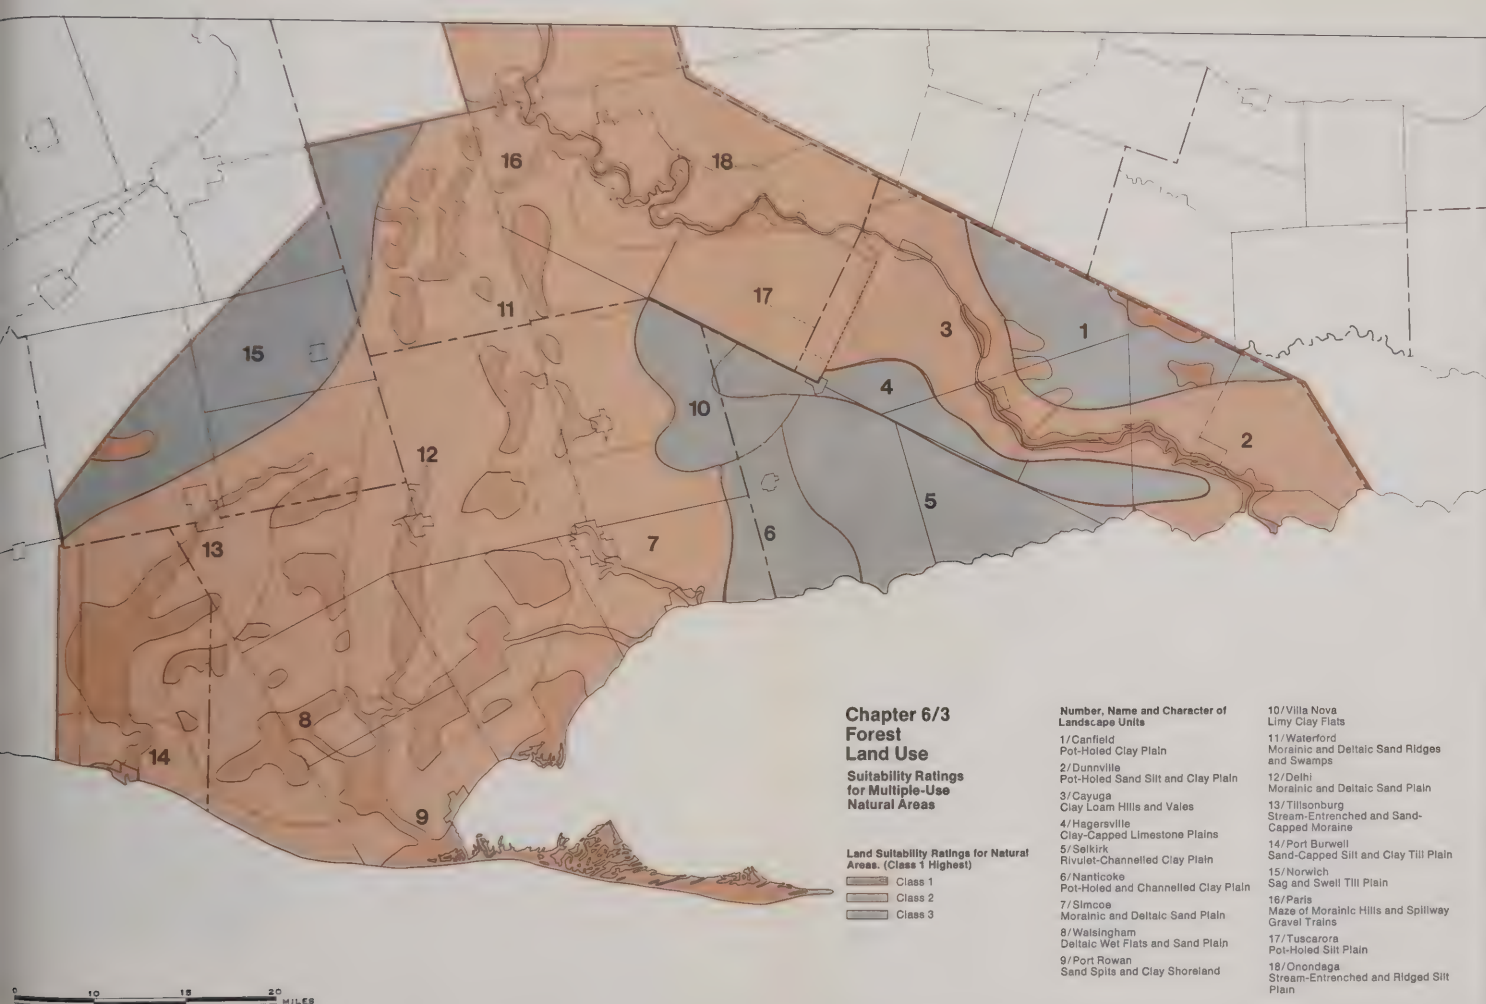 16
18
17
11
3
1
15
4
10
2
12
5
6
13
7
8
14
9
Chapter 6/3
Forest
Land Use
Suitability Ratings
for Multiple-Use
Natural Areas
Land Suitability Ratings for Natural
Areas. (Class 1 Highest)
Class 1
Class 2
Class 3
Number, Name and Character of
Landscape Units
1/Canfield
Pot-Holed Clay Plain
2/Dunnville
Pot-Holed Sand Silt and Clay Plain
3/Cayuga
Clay Loam Hills and Vales
4/Hagersville
Clay-Capped Limestone Plains
5/Selkirk
Rivulet-Channelled Clay Plain
6/Nanticoke
Pot-Holed and Channelled Clay Plain
7/Simcoe
Morainic and Deltaic Sand Plain
8/Walsingham
Deltaic Wet Flats and Sand Plain
9/Port Rowan
Sand Spits and Clay Shoreland
10/Villa Nova
Limy Clay Flats
11/Waterford
Morainic and Deltaic Sand Ridges
and Swamps
12/Delhi
Morainic and Deltaic Sand Plain
13/Tillsonburg
Stream-Entrenched and Sand-
Capped Moraine
14/Port Burwell
Sand-Capped Silt and Clay Till Plain
15/Norwich
Sag and Swell Till Plain
16/Paris
Maze of Morainic Hills and Spillway
Gravel Trains
17/Tuscarora
Pot-Holed Silt Plain
18/Onondaga
Stream-Entrenched and Ridged Silt
Plain
0 10 15 20
MILES